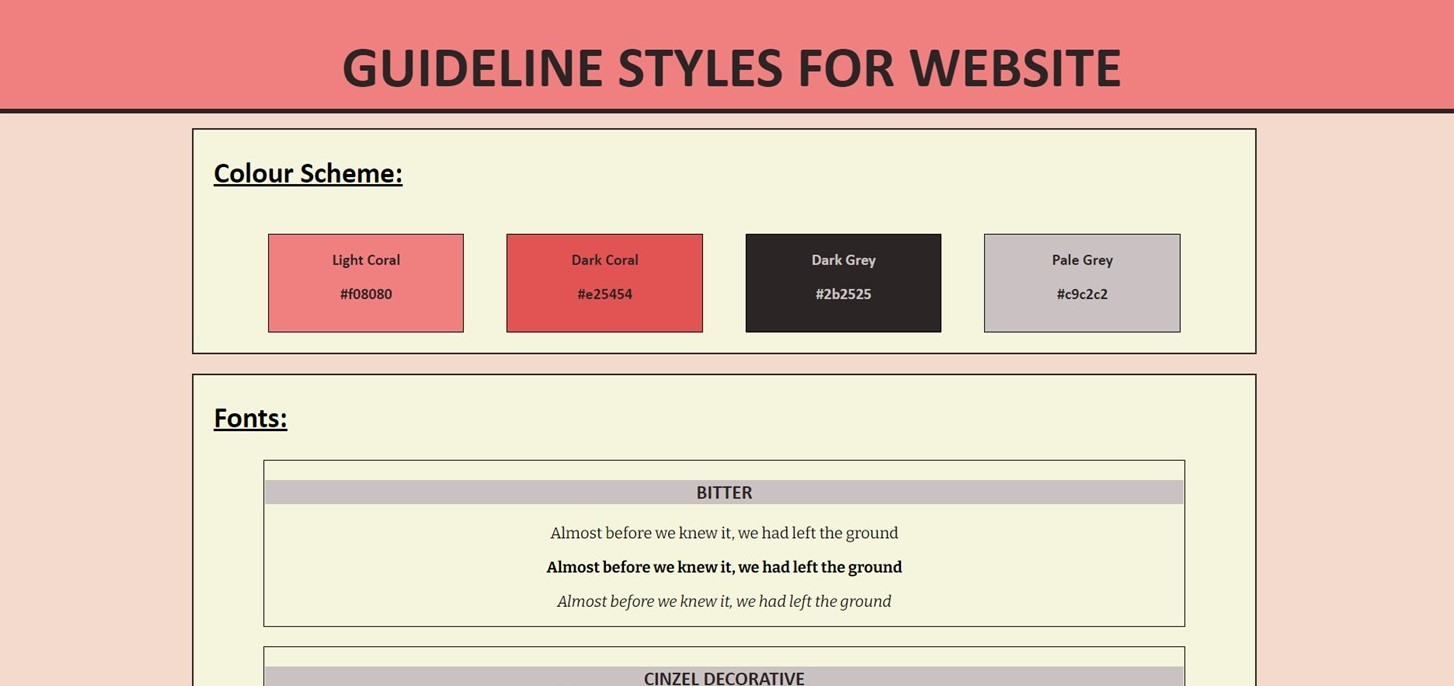 GUIDELINE STYLES FOR WEBSITE
Colour Scheme:
Light Coral
#f08080
Dark Coral
#e25454
Dark Grey
#2b2525
Pale Grey
#c9c2c2
Fonts:
BITTER
Almost before we knew it, we had left the ground
Almost before we knew it, we had left the ground
Almost before we knew it, we had left the ground
CINZEL DECORATIVE